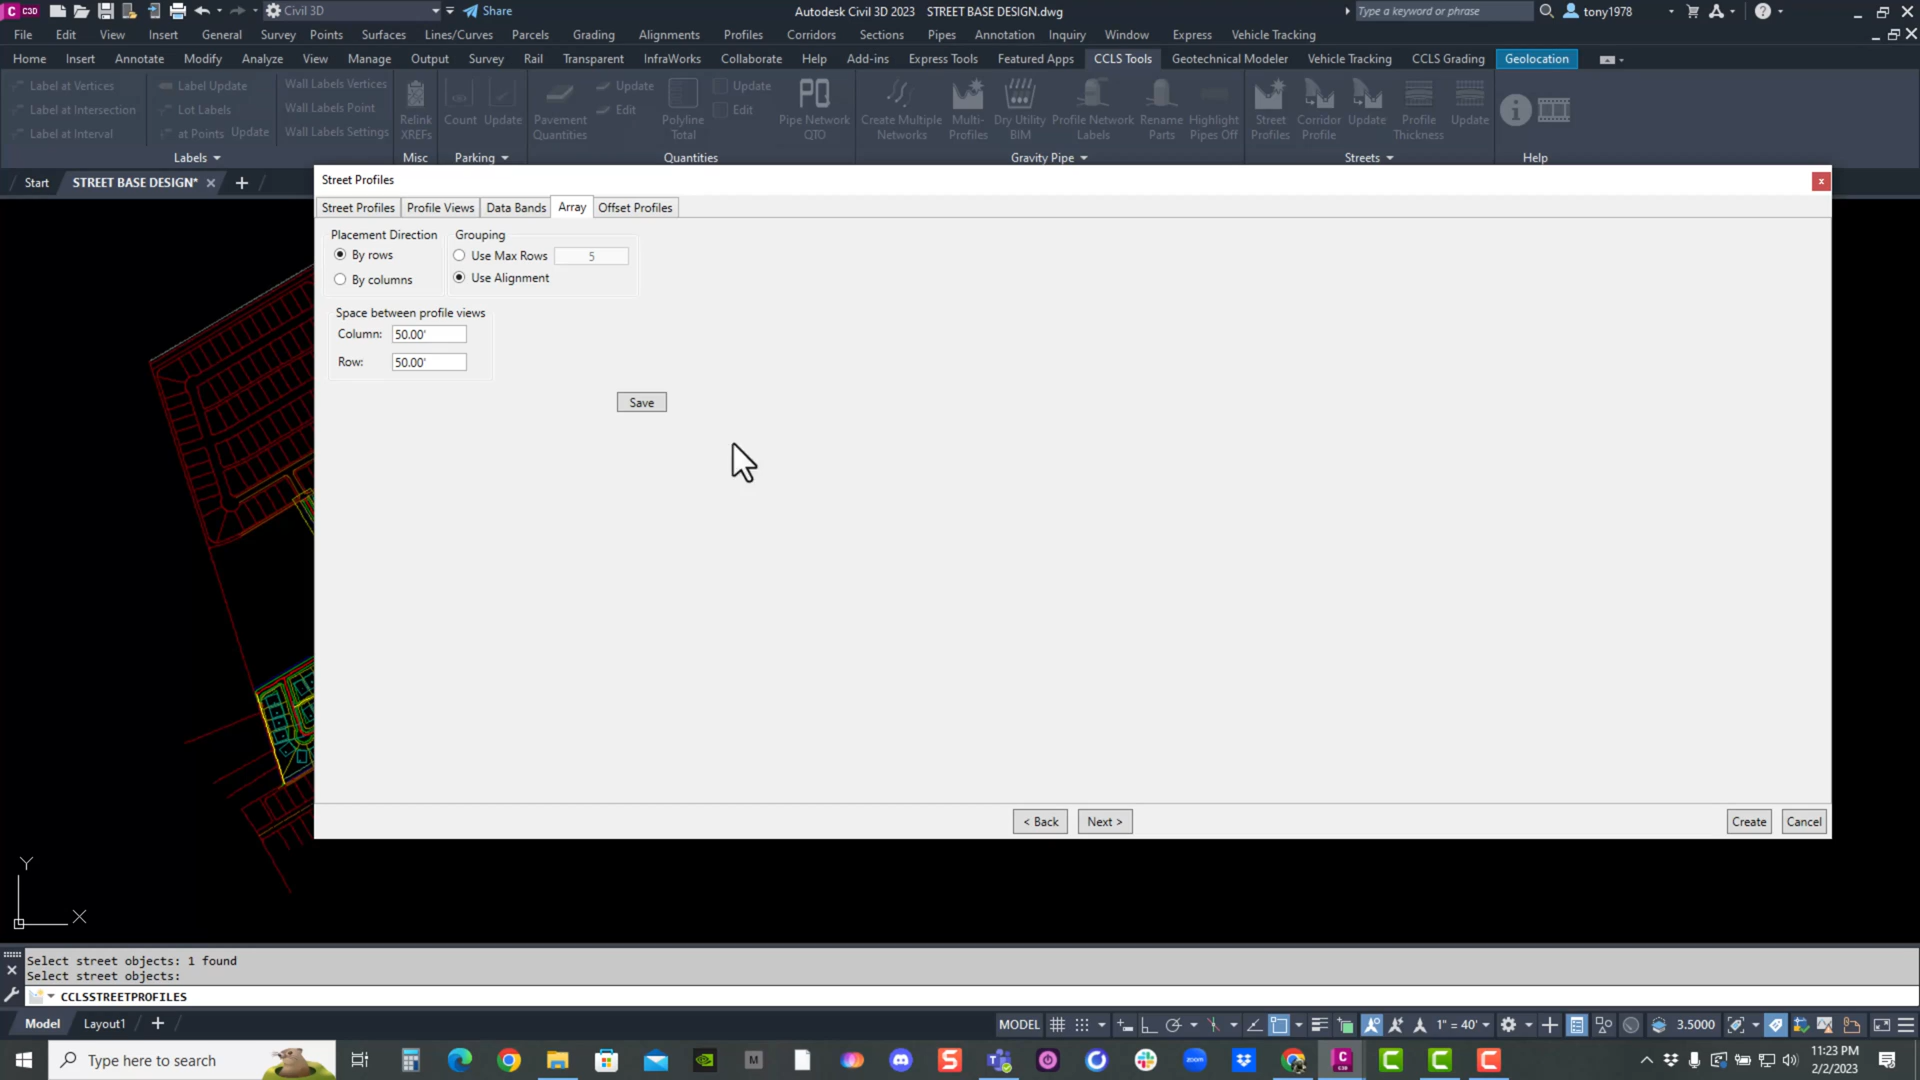 C C3D Civil 3D Share Autodesk Civil 3D 2023 STREET BASE DESIGN.dwg Type a keyword or phrase tony1978
File Edit View Insert General Survey Points Surfaces Lines/Curves Parcels Grading Alignments Profiles Corridors Sections Pipes Annotation Inquiry Window Express Vehicle Tracking
Home Insert Annotate Modify Analyze View Manage Output Survey Rail Transparent InfraWorks Collaborate Help Add-ins Express Tools Featured Apps CCLS Tools Geotechnical Modeler Vehicle Tracking CCLS Grading Geolocation
Label at Vertices Label Update Wall Labels Vertices Update Update
Label at Intersection Lot Labels Wall Labels Point Edit Edit
Label at Interval at Points Update Wall Labels Settings
Relink XREFs
Count Update
Pavement Quantities
Polyline Total
PQ
Pipe Network QTO
Create Multiple Networks
Multi-Profiles
Dry Utility BIM
Profile Network Labels
Rename Parts
Highlight Pipes Off
Street Profiles
Corridor Profile
Update
Profile Thickness
Update
Labels Misc Parking Quantities Gravity Pipe Streets Help
Start STREET BASE DESIGN*
Street Profiles
Street Profiles Profile Views Data Bands Array Offset Profiles
Placement Direction Grouping
By rows Use Max Rows 5
By columns Use Alignment
Space between profile views
Column: 50.00'
Row: 50.00'
Save
< Back Next > Create Cancel
Y
X
Select street objects: 1 found
Select street objects:
CCLSSTREETPROFILES
Model Layout1 MODEL 1" = 40' 3.5000
Type here to search 11:23 PM
2/2/2023